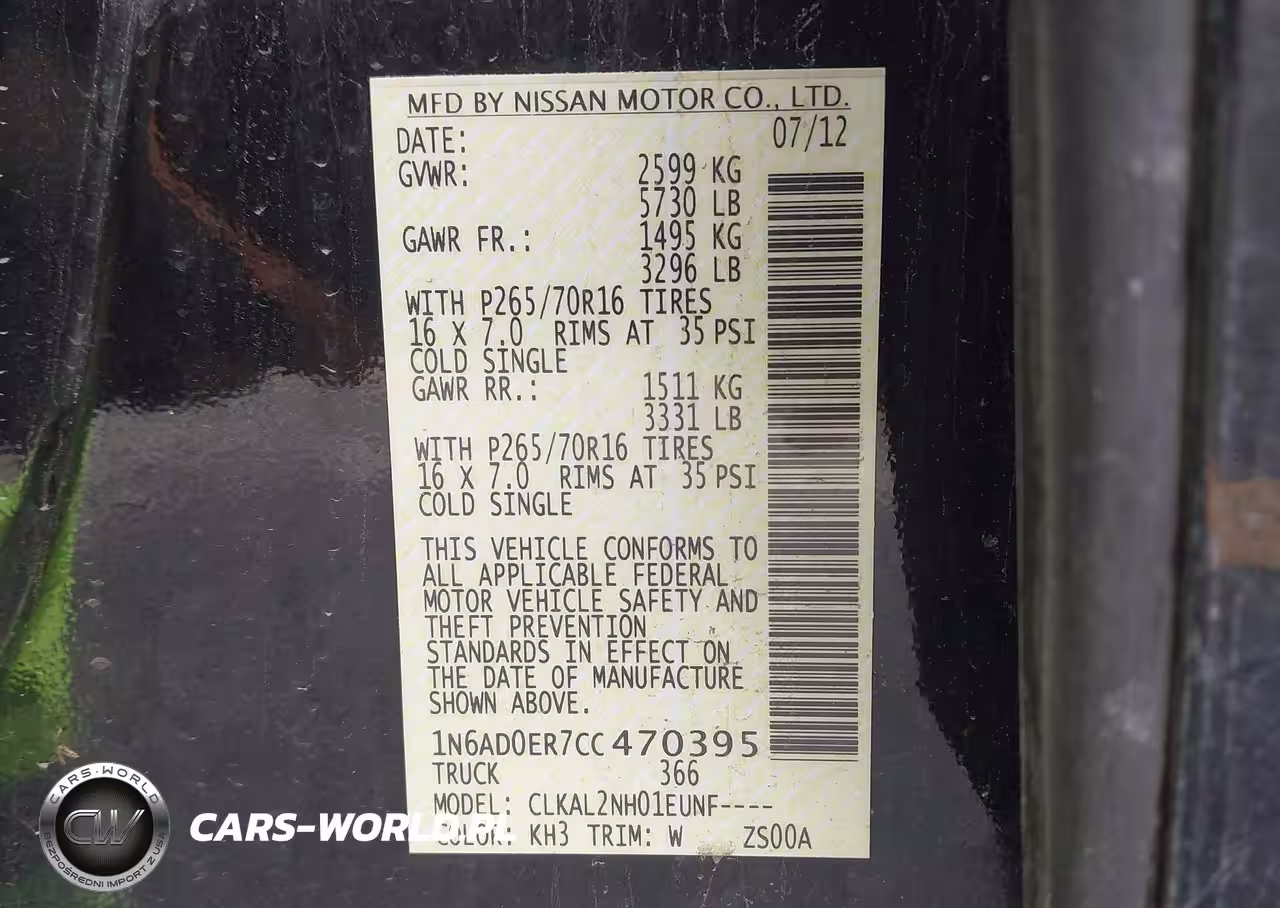 MFD BY NISSAN MOTOR CO., LTD.
DATE: 07/12
GVWR: 2599 KG
5730 LB
GAWR FR.: 1495 KG
3296 LB
WITH P265/70R16 TIRES
16 X 7.0 RIMS AT 35 PSI
COLD SINGLE
GAWR RR.: 1511 KG
3331 LB
WITH P265/70R16 TIRES
16 X 7.0 RIMS AT 35 PSI
COLD SINGLE
THIS VEHICLE CONFORMS TO
ALL APPLICABLE FEDERAL
MOTOR VEHICLE SAFETY AND
THEFT PREVENTION
STANDARDS IN EFFECT ON
THE DATE OF MANUFACTURE
SHOWN ABOVE.
1N6AD0ER7CC470395
TRUCK 366
MODEL: CLKAL2NH01EUNF----
COLOR: KH3 TRIM: W ZS00A
CARS-WORLD
CW
BEZPOŚREDNI IMPORT Z USA
CARS-WORLD.PL